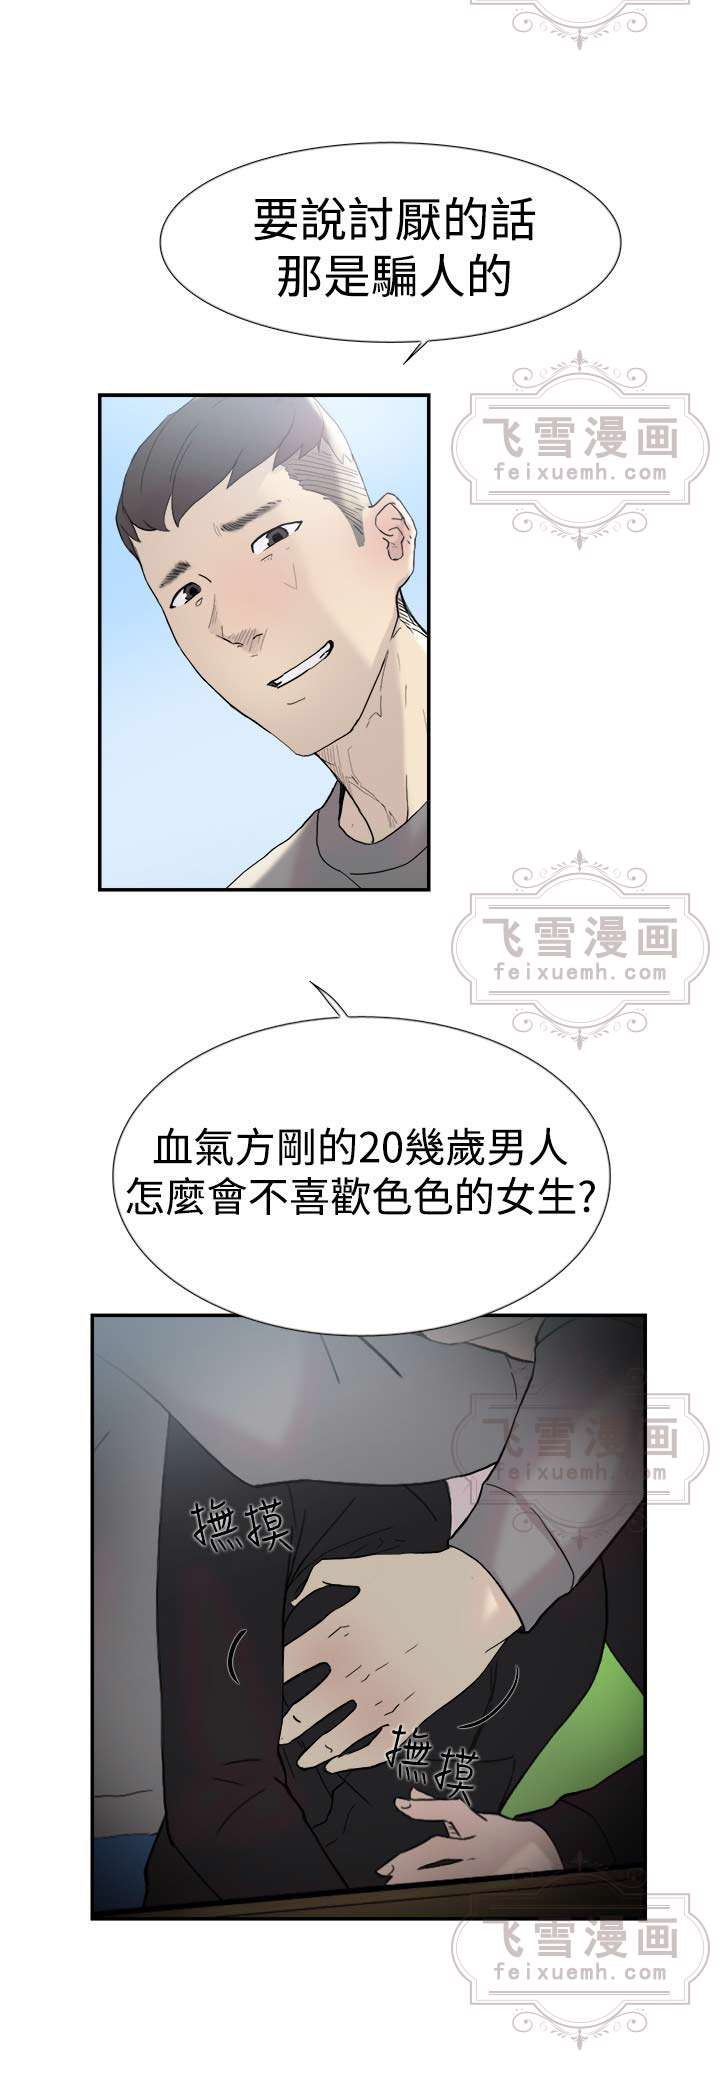 要說討厭的話
那是騙人的
飞雪漫画
feixuemh.com
飞雪漫画
feixuemh.com
血氣方剛的20幾歲男人
怎麼會不喜歡色色的女生?
飞雪漫画
feixuemh.com
撫摸
撫摸
飞雪漫画
feixuemh.com